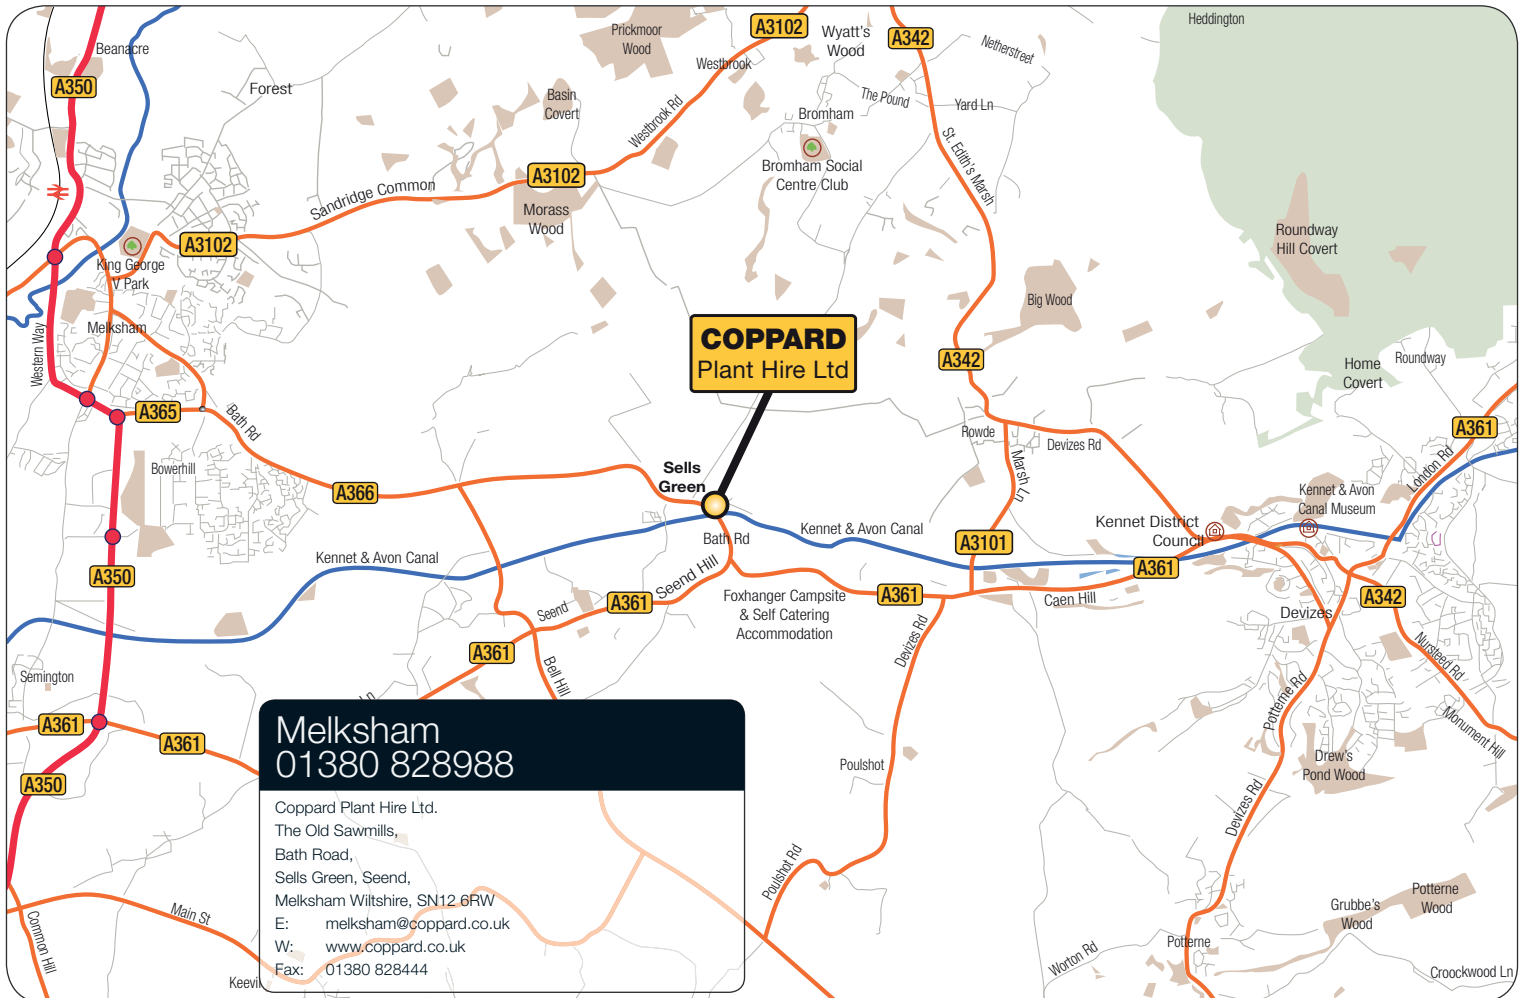 Beanacre
A350
Forest
Prickmoor
Wood
A3102
Westbrook
Wyatt's
Wood
A342
Netherstreet
Heddington
Basin
Covert
Westbrook Rd
The Pound
Yard Ln
Bromham
St. Edith's Marsh
Bromham Social
Centre Club
A3102
Sandridge Common
Morass
Wood
A3102
King George
V Park
Roundway
Hill Covert
Big Wood
Melksham
Western Way
COPPARD
Plant Hire Ltd
A342
Home
Covert
Roundway
A365
Bath Rd
Rowde
Devizes Rd
A361
London Rd
Bowerhill
Sells
Green
Marsh Ln
A366
Kennet & Avon
Canal Museum
Kennet District
Council
Kennet & Avon Canal
Bath Rd
A3101
Kennet & Avon Canal
Seend Hill
A361
A350
A361
Seend
Foxhanger Campsite
& Self Catering
Accommodation
A361
Caen Hill
A342
Devizes
Devizes Rd
Nursteed Rd
A361
Bell Hill
Semington
Ln
Potterne Rd
Monument Hill
A361
A361
A350
Drew's
Pond Wood
Poulshot
Devizes Rd
Melksham
01380 828988
Coppard Plant Hire Ltd.
The Old Sawmills,
Bath Road,
Sells Green, Seend,
Melksham Wiltshire, SN12 6RW
E: melksham@coppard.co.uk
W: www.coppard.co.uk
Fax: 01380 828444
Poulshot Rd
Main St
Common Hill
Keevil
Potterne
Wood
Grubbe's
Wood
Potterne
Worton Rd
Croockwood Ln